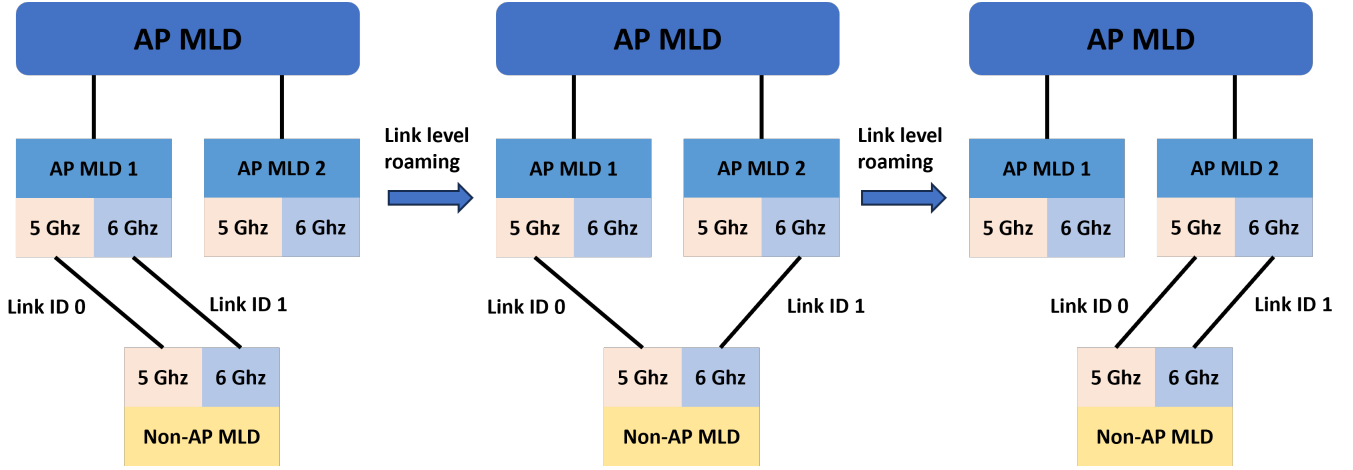 AP MLD
AP MLD 1
AP MLD 2
5 Ghz
6 Ghz
5 Ghz
6 Ghz
Link ID 0
Link ID 1
5 Ghz
6 Ghz
Non-AP MLD
Link level
roaming
AP MLD
AP MLD 1
AP MLD 2
5 Ghz
6 Ghz
5 Ghz
6 Ghz
Link ID 0
Link ID 1
5 Ghz
6 Ghz
Non-AP MLD
Link level
roaming
AP MLD
AP MLD 1
AP MLD 2
5 Ghz
6 Ghz
5 Ghz
6 Ghz
Link ID 0
Link ID 1
5 Ghz
6 Ghz
Non-AP MLD